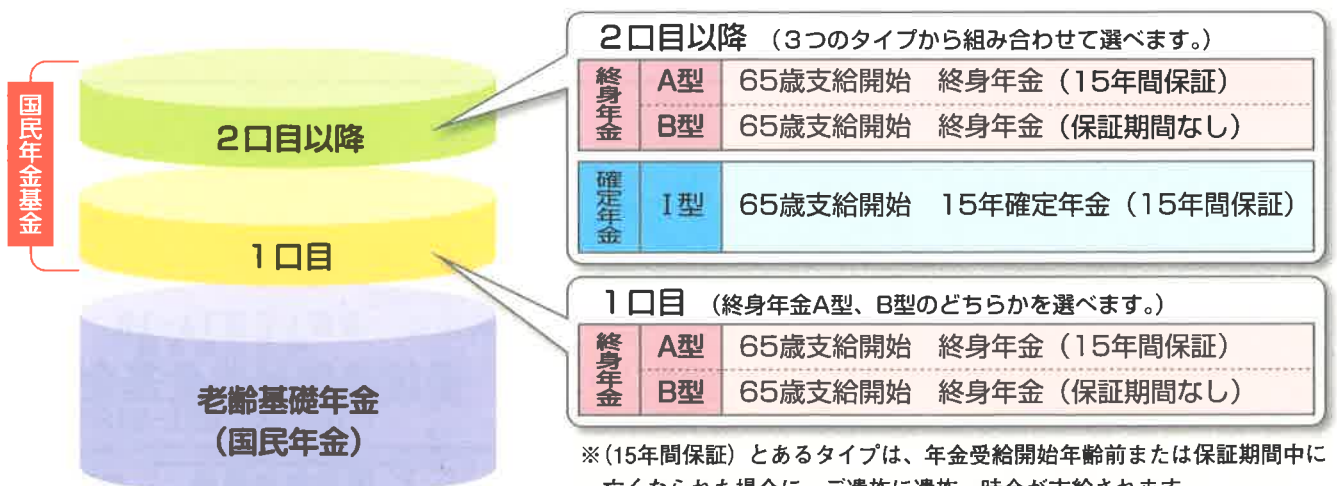 国民年金基金
2口目以降
1口目
老齢基礎年金
(国民年金)
2口目以降 (3つのタイプから組み合わせて選べます。)
終身年金
A型 65歳支給開始 終身年金(15年間保証)
B型 65歳支給開始 終身年金(保証期間なし)
確定年金
I型 65歳支給開始 15年確定年金(15年間保証)
1口目 (終身年金A型、B型のどちらかを選べます。)
終身年金
A型 65歳支給開始 終身年金(15年間保証)
B型 65歳支給開始 終身年金(保証期間なし)
※(15年間保証)とあるタイプは、年金受給開始年齢前または保証期間中に